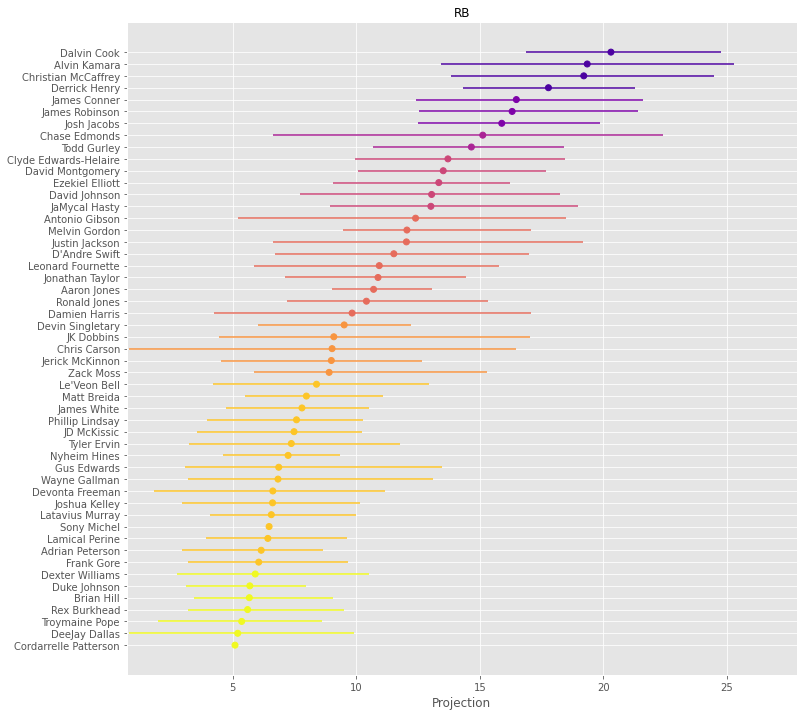 RB
Dalvin Cook
Alvin Kamara
Christian McCaffrey
Derrick Henry
James Conner
James Robinson
Josh Jacobs
Chase Edmonds
Todd Gurley
Clyde Edwards-Helaire
David Montgomery
Ezekiel Elliott
David Johnson
JaMycal Hasty
Antonio Gibson
Melvin Gordon
Justin Jackson
D'Andre Swift
Leonard Fournette
Jonathan Taylor
Aaron Jones
Ronald Jones
Damien Harris
Devin Singletary
JK Dobbins
Chris Carson
Jerick McKinnon
Zack Moss
Le'Veon Bell
Matt Breida
James White
Phillip Lindsay
JD McKissic
Tyler Ervin
Nyheim Hines
Gus Edwards
Wayne Gallman
Devonta Freeman
Joshua Kelley
Latavius Murray
Sony Michel
Lamical Perine
Adrian Peterson
Frank Gore
Dexter Williams
Duke Johnson
Brian Hill
Rex Burkhead
Troymaine Pope
DeeJay Dallas
Cordarrelle Patterson
5 10 15 20 25
Projection